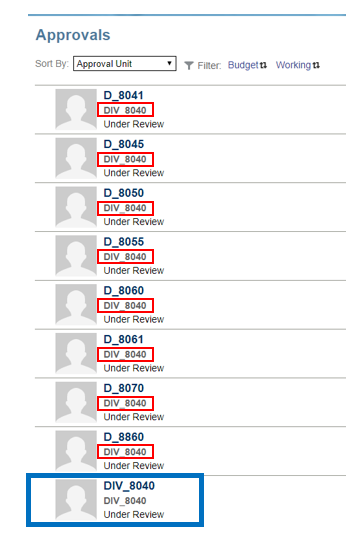 Approvals
Sort By: Approval Unit Filter: Budget Working
D_8041
DIV_8040
Under Review
D_8045
DIV_8040
Under Review
D_8050
DIV_8040
Under Review
D_8055
DIV_8040
Under Review
D_8060
DIV_8040
Under Review
D_8061
DIV_8040
Under Review
D_8070
DIV_8040
Under Review
D_8860
DIV_8040
Under Review
DIV_8040
DIV_8040
Under Review